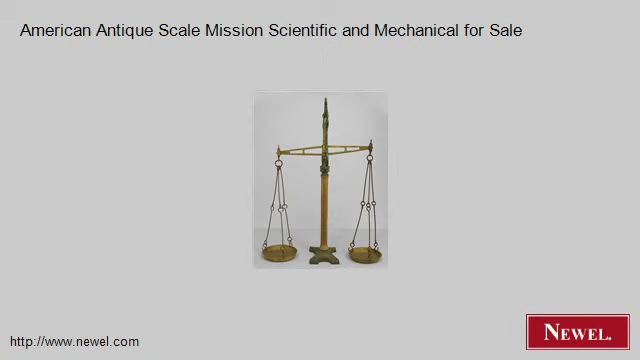 American Antique Scale Mission Scientific and Mechanical for Sale
http://www.newel.com
NEWEL.